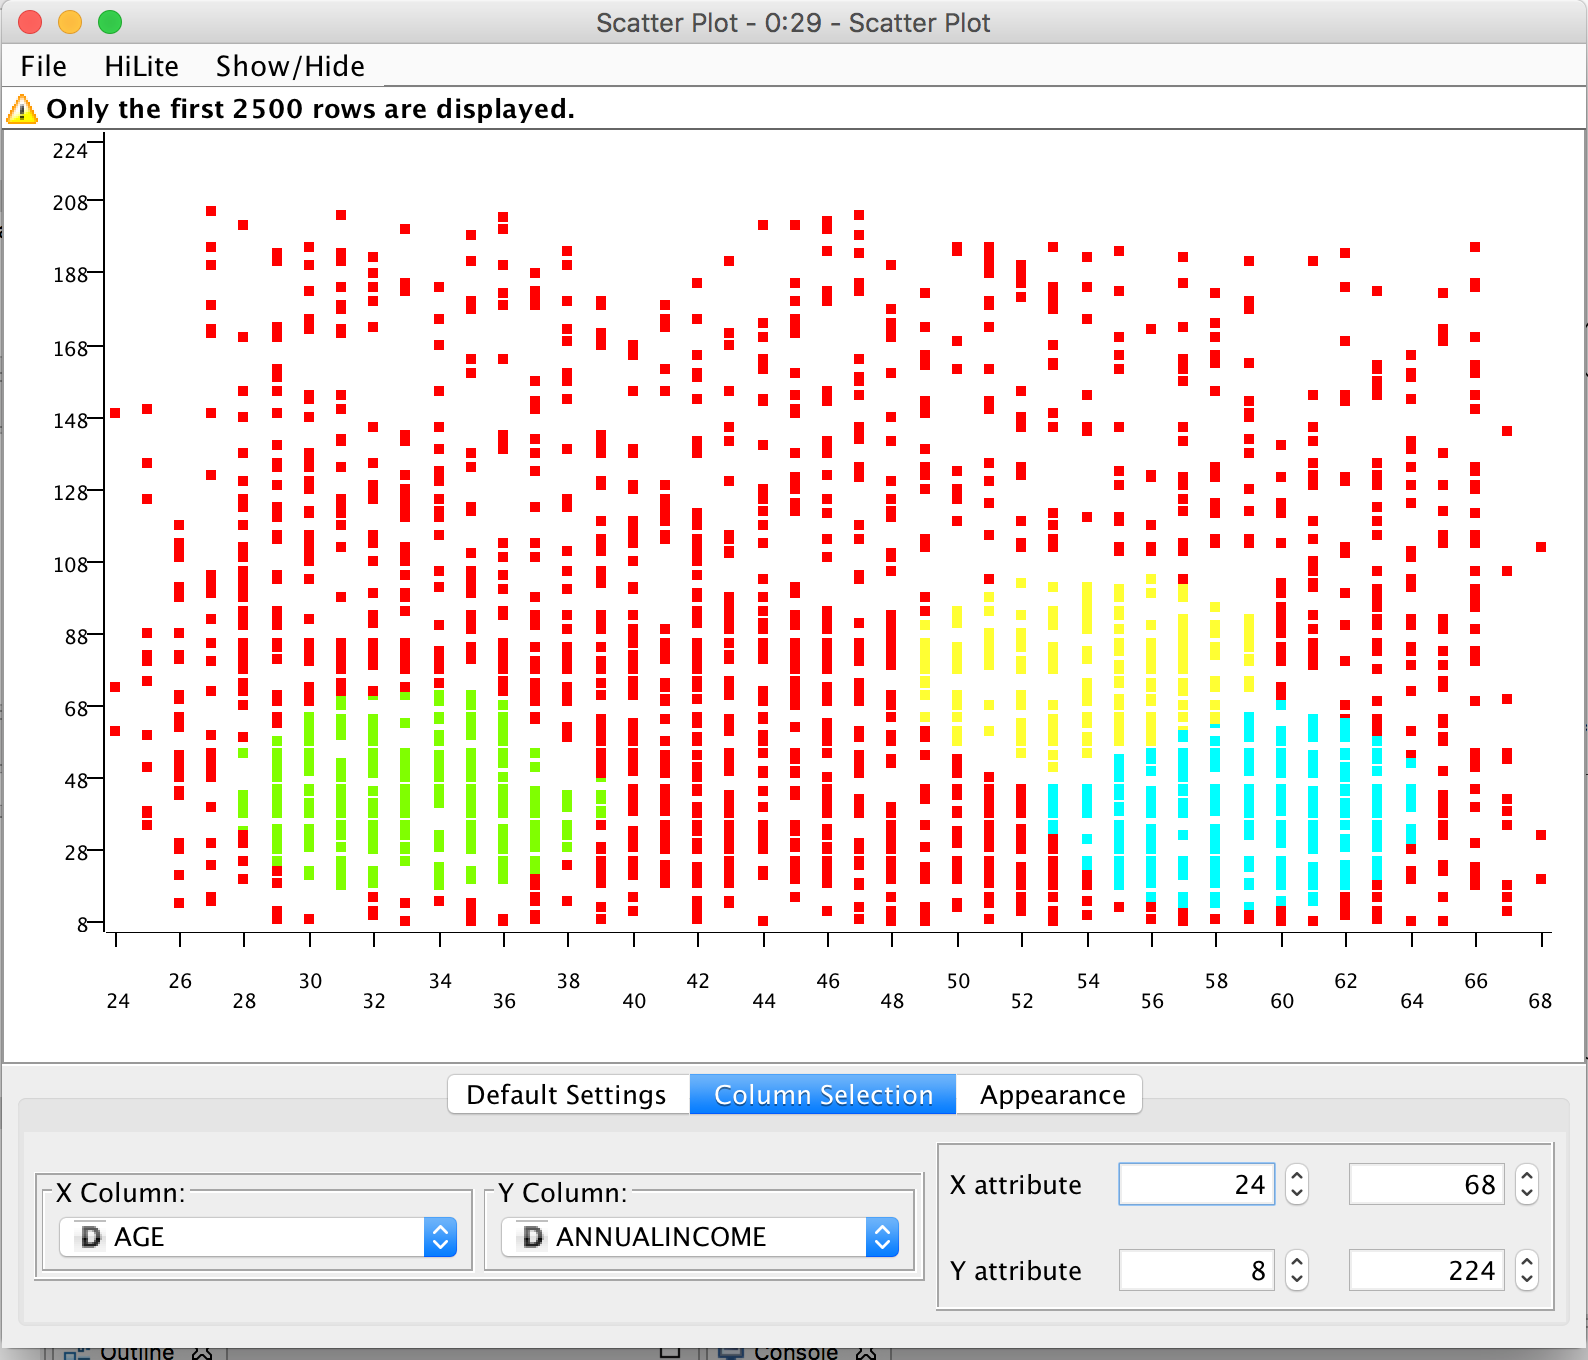 Scatter Plot - 0:29 - Scatter Plot
File HiLite Show/Hide
Only the first 2500 rows are displayed.
224
208
188
168
148
128
108
88
68
48
28
8
26 30 34 38 42 46 50 54 58 62 66
24 28 32 36 40 44 48 52 56 60 64 68
Default Settings Column Selection Appearance
X Column: Y Column:
D AGE D ANNUALINCOME
X attribute 24 68
Y attribute 8 224
Outline Console